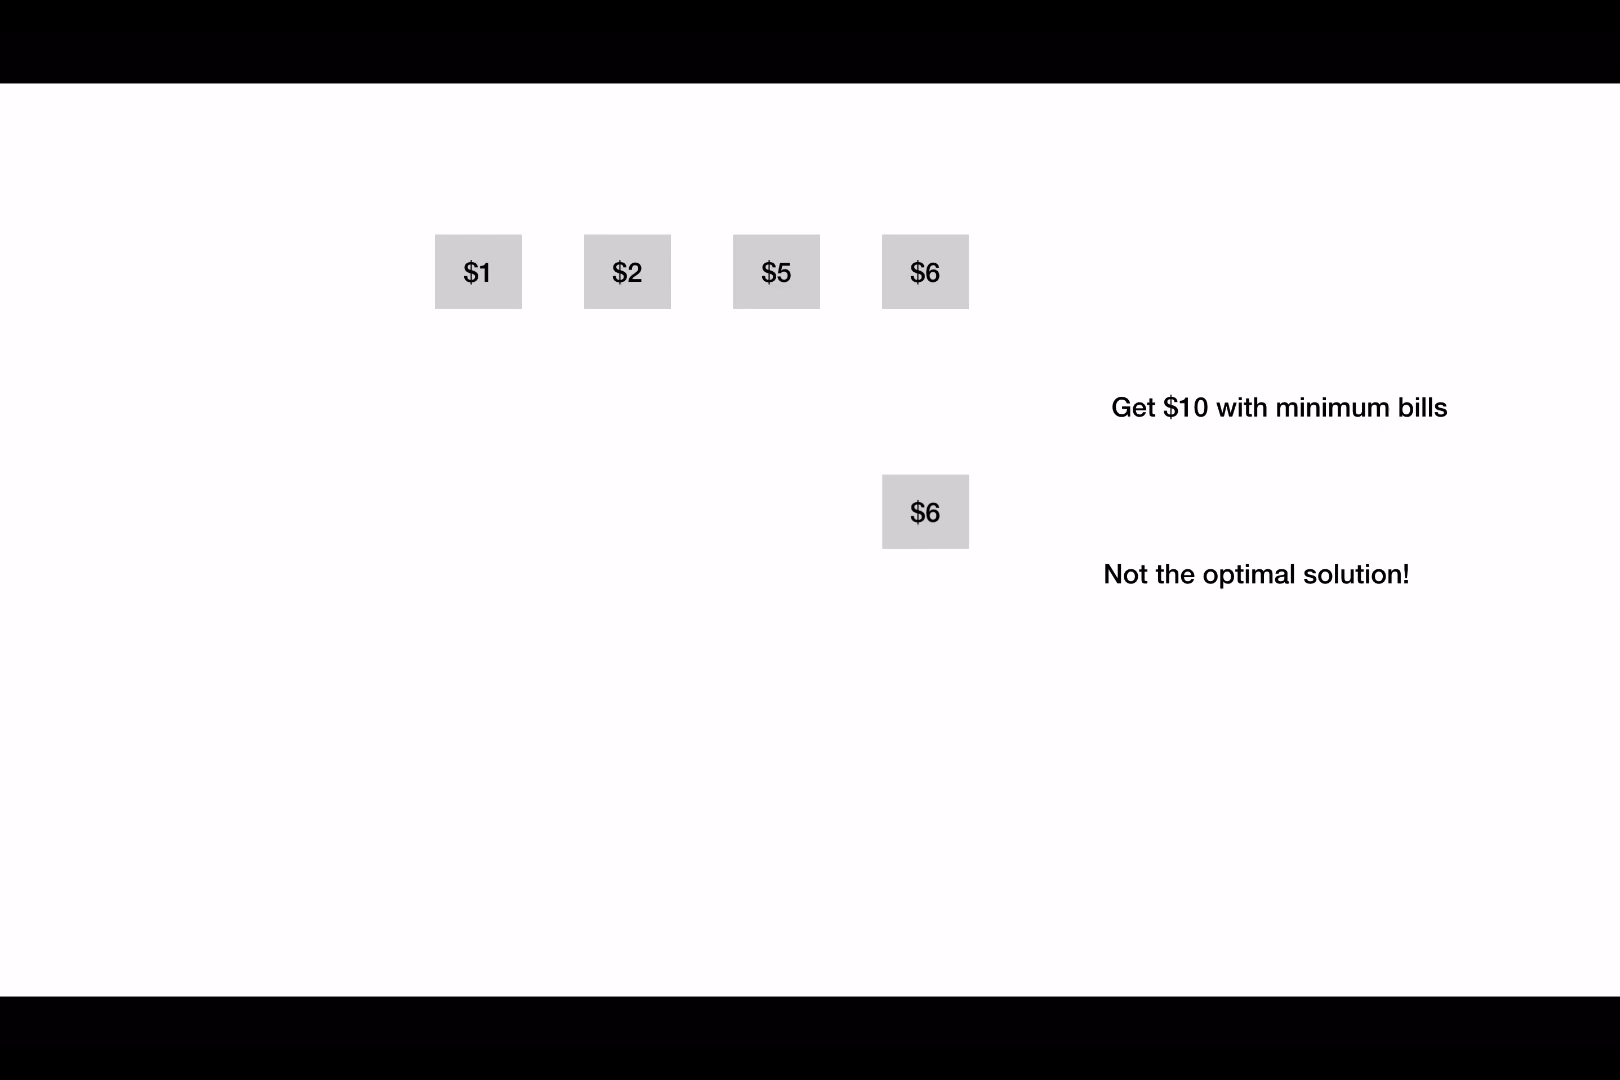 $1 $2 $5 $6
Get $10 with minimum bills
$6
Not the optimal solution!